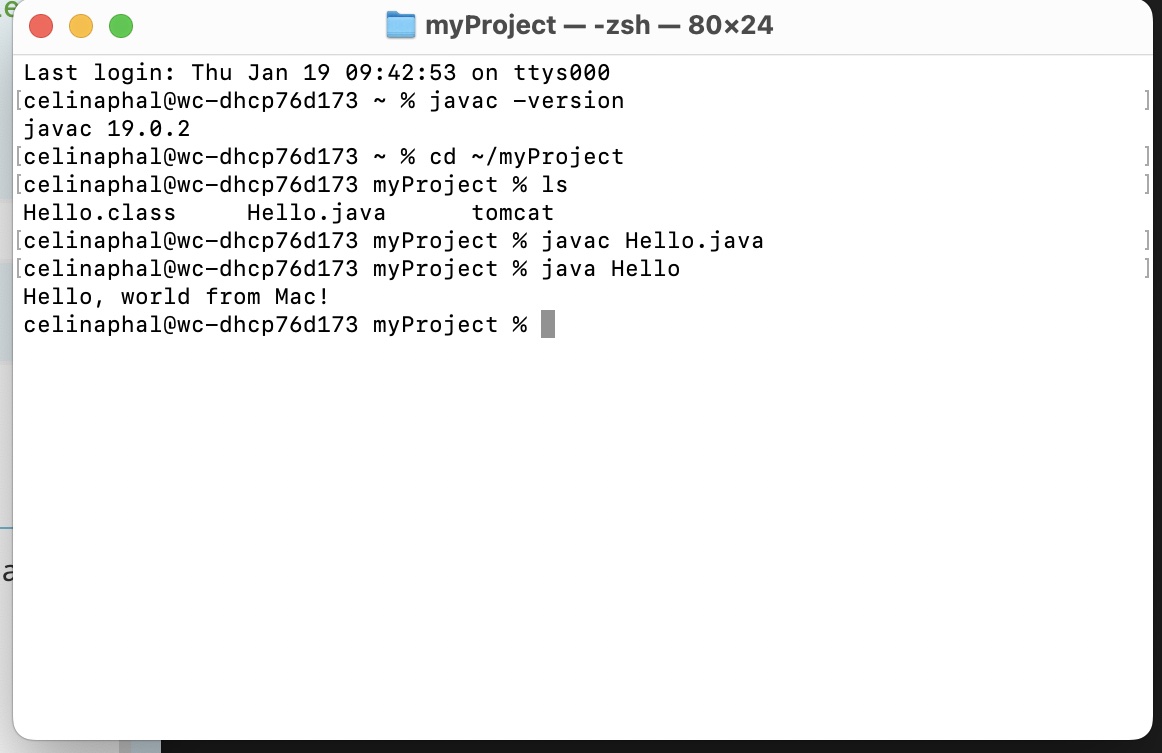 myProject — -zsh — 80×24
Last login: Thu Jan 19 09:42:53 on ttys000
[celinaphal@wc-dhcp76d173 ~ % javac -version ]
javac 19.0.2
[celinaphal@wc-dhcp76d173 ~ % cd ~/myProject ]
[celinaphal@wc-dhcp76d173 myProject % ls ]
Hello.class Hello.java tomcat
[celinaphal@wc-dhcp76d173 myProject % javac Hello.java ]
[celinaphal@wc-dhcp76d173 myProject % java Hello ]
Hello, world from Mac!
celinaphal@wc-dhcp76d173 myProject %